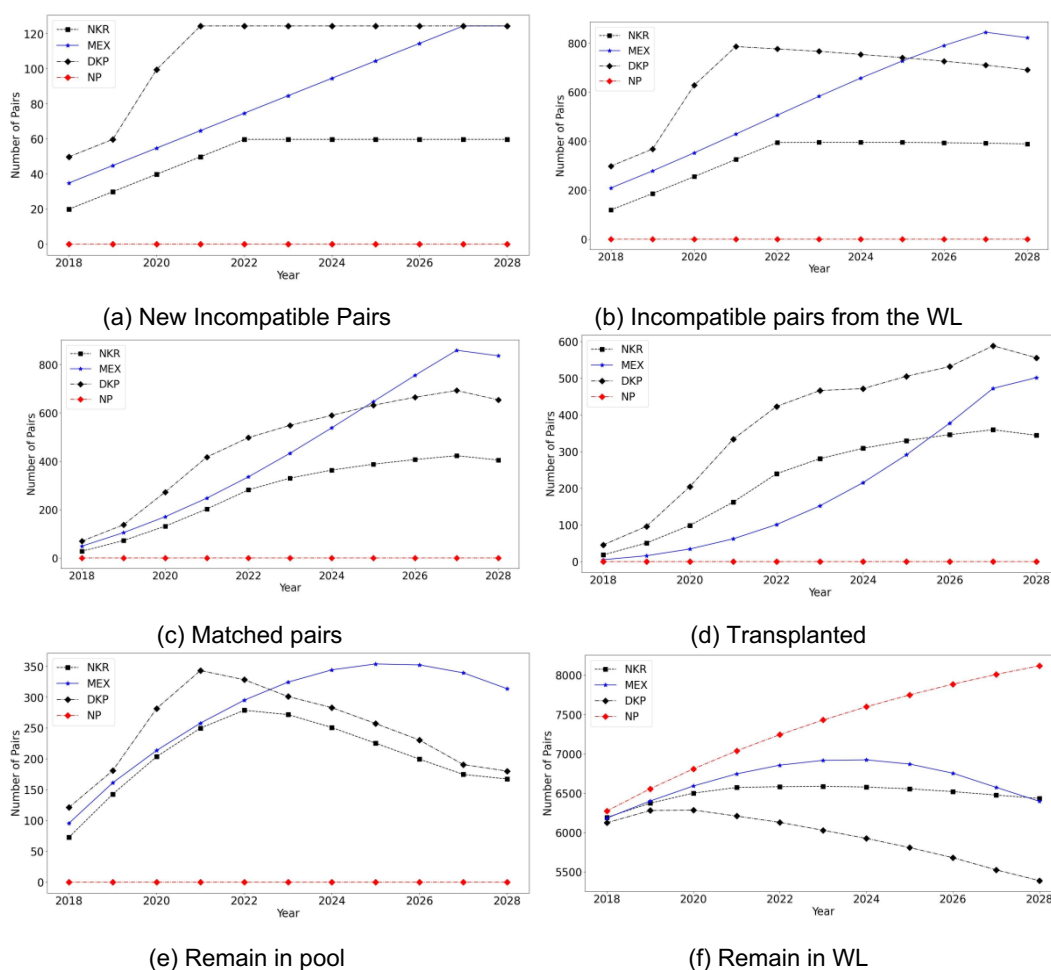 NKR
MEX
DKP
NP
Number of Pairs
120
100
80
60
40
20
0
2018 2020 2022 2024 2026 2028
Year
(a) New Incompatible Pairs
NKR
MEX
DKP
NP
Number of Pairs
800
600
400
200
0
2018 2020 2022 2024 2026 2028
Year
(b) Incompatible pairs from the WL
NKR
MEX
DKP
NP
Number of Pairs
800
600
400
200
0
2018 2020 2022 2024 2026 2028
Year
(c) Matched pairs
NKR
MEX
DKP
NP
Number of Pairs
600
500
400
300
200
100
0
2018 2020 2022 2024 2026 2028
Year
(d) Transplanted
NKR
MEX
DKP
NP
Number of Pairs
350
300
250
200
150
100
50
0
2018 2020 2022 2024 2026 2028
Year
(e) Remain in pool
NKR
MEX
DKP
NP
Number of Pairs
8000
7500
7000
6500
6000
5500
2018 2020 2022 2024 2026 2028
Year
(f) Remain in WL